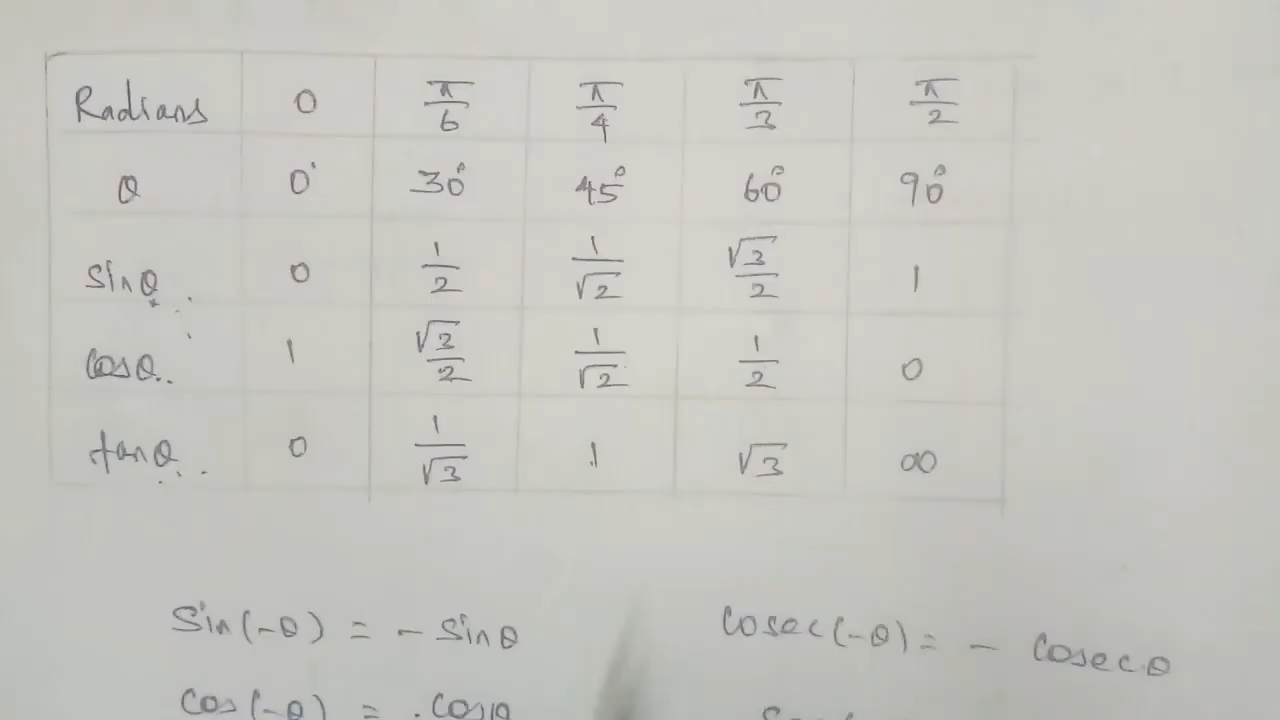 Radians 0 π/6 π/4 π/3 π/2
θ 0° 30° 45° 60° 90°
sinθ 0 1/2 1/√2 √3/2 1
cosθ 1 √3/2 1/√2 1/2 0
tanθ 0 1/√3 1 √3 ∞
Sin(-θ) = - sinθ cosec(-θ) = - cosecθ
cos(-θ) = cosθ